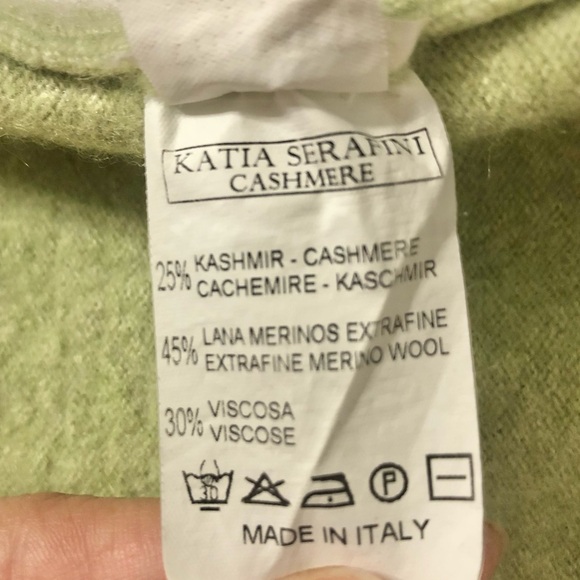 KATIA SERAFINI
CASHMERE
25% KASHMIR - CASHMERE
CACHEMIRE - KASCHMIR
45% LANA MERINOS EXTRAFINE
EXTRAFINE MERINO WOOL
30% VISCOSA
VISCOSE
30 P
MADE IN ITALY